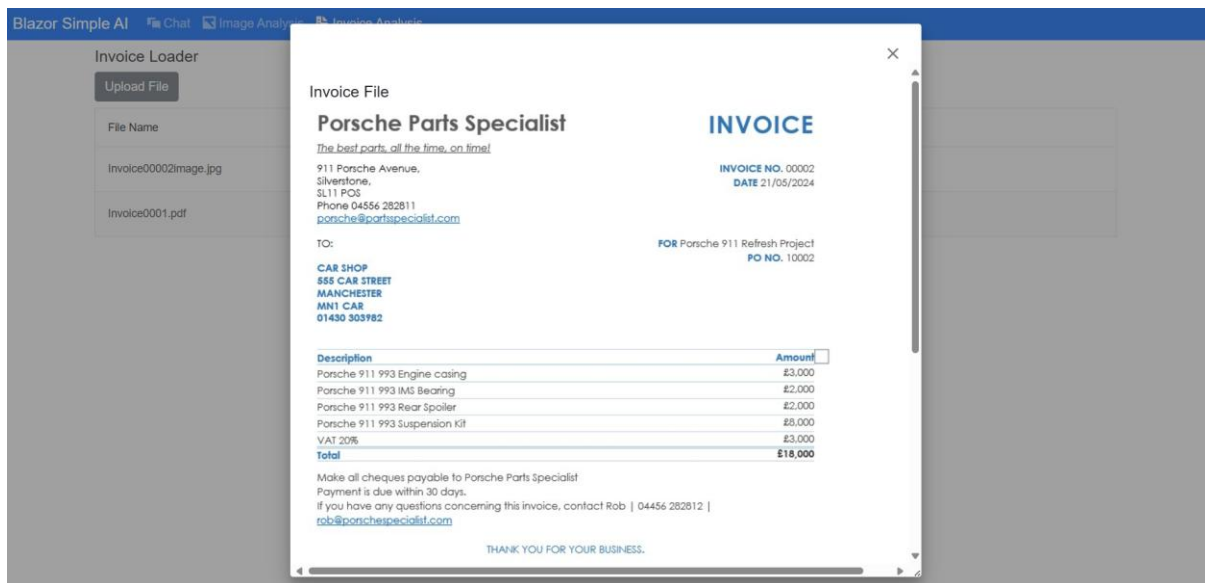 Blazor Simple AI Chat Image Analysis Invoice Analysis
Invoice Loader
Upload File
File Name
Invoice00002image.jpg
Invoice0001.pdf
Invoice File
Porsche Parts Specialist INVOICE
The best parts, all the time, on time!
911 Porsche Avenue, INVOICE NO. 00002
Silverstone, DATE 21/05/2024
SL11 POS
Phone 04556 282811
porsche@partsspecialist.com
TO: FOR Porsche 911 Refresh Project
PO NO. 10002
CAR SHOP
555 CAR STREET
MANCHESTER
MN1 CAR
01430 303982
Description Amount
Porsche 911 993 Engine casing £3,000
Porsche 911 993 IMS Bearing £2,000
Porsche 911 993 Rear Spoiler £2,000
Porsche 911 993 Suspension Kit £8,000
VAT 20% £3,000
Total £18,000
Make all cheques payable to Porsche Parts Specialist
Payment is due within 30 days.
If you have any questions concerning this invoice, contact Rob | 04456 282812 |
rob@porschespecialist.com
THANK YOU FOR YOUR BUSINESS.